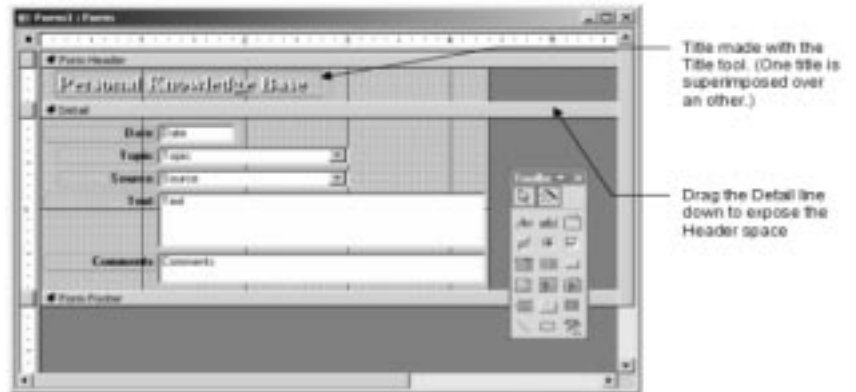 Form1 : Form
Form Header
Personal Knowledge Base
Detail
Date Date
Topic Topic
Source Source
Text Text
Comments Comments
Form Footer
Title made with the
Title tool. (One title is
superimposed over
an other.)
Drag the Detail line
down to expose the
Header space